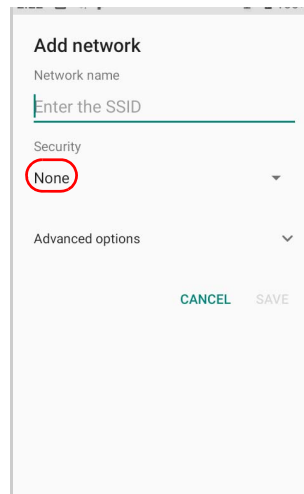 Add network
Network name
Enter the SSID
Security
None
Advanced options
CANCEL SAVE